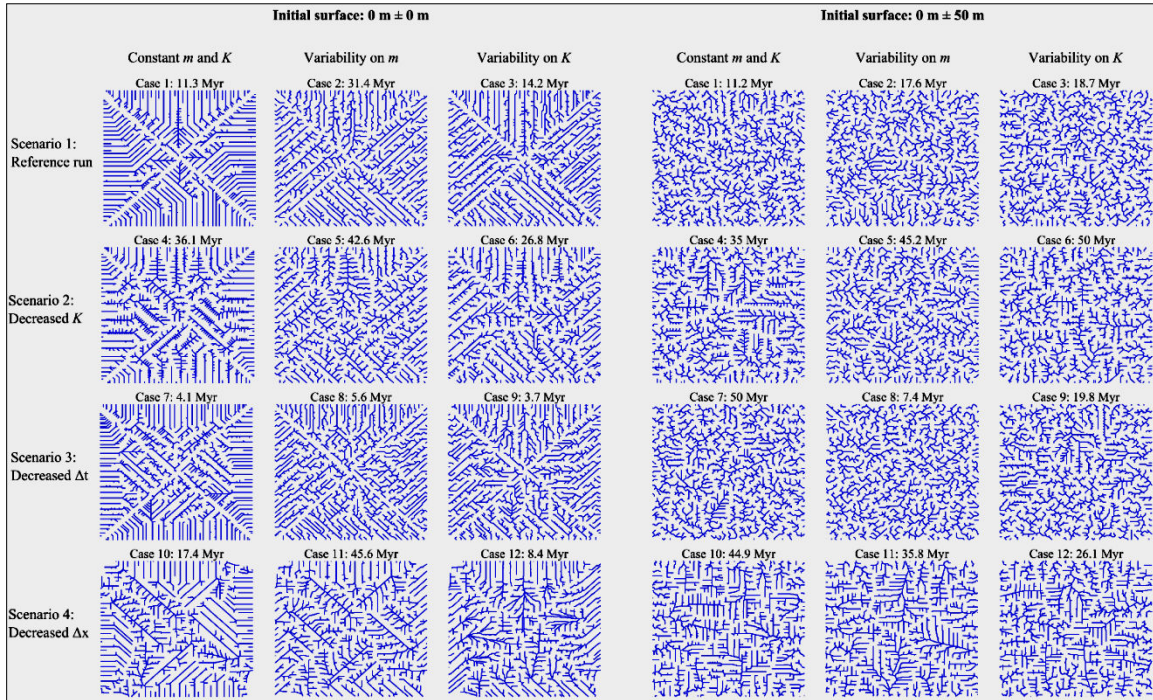 Initial surface: 0 m ± 0 m Initial surface: 0 m ± 50 m
Constant m and K Variability on m Variability on K Constant m and K Variability on m Variability on K
Case 1: 11.3 Myr Case 2: 31.4 Myr Case 3: 14.2 Myr Case 1: 11.2 Myr Case 2: 17.6 Myr Case 3: 18.7 Myr
Scenario 1:
Reference run
Case 4: 36.1 Myr Case 5: 42.6 Myr Case 6: 26.8 Myr Case 4: 35 Myr Case 5: 45.2 Myr Case 6: 50 Myr
Scenario 2:
Decreased K
Case 7: 4.1 Myr Case 8: 5.6 Myr Case 9: 3.7 Myr Case 7: 50 Myr Case 8: 7.4 Myr Case 9: 19.8 Myr
Scenario 3:
Decreased Δt
Case 10: 17.4 Myr Case 11: 45.6 Myr Case 12: 8.4 Myr Case 10: 44.9 Myr Case 11: 35.8 Myr Case 12: 26.1 Myr
Scenario 4:
Decreased Δx